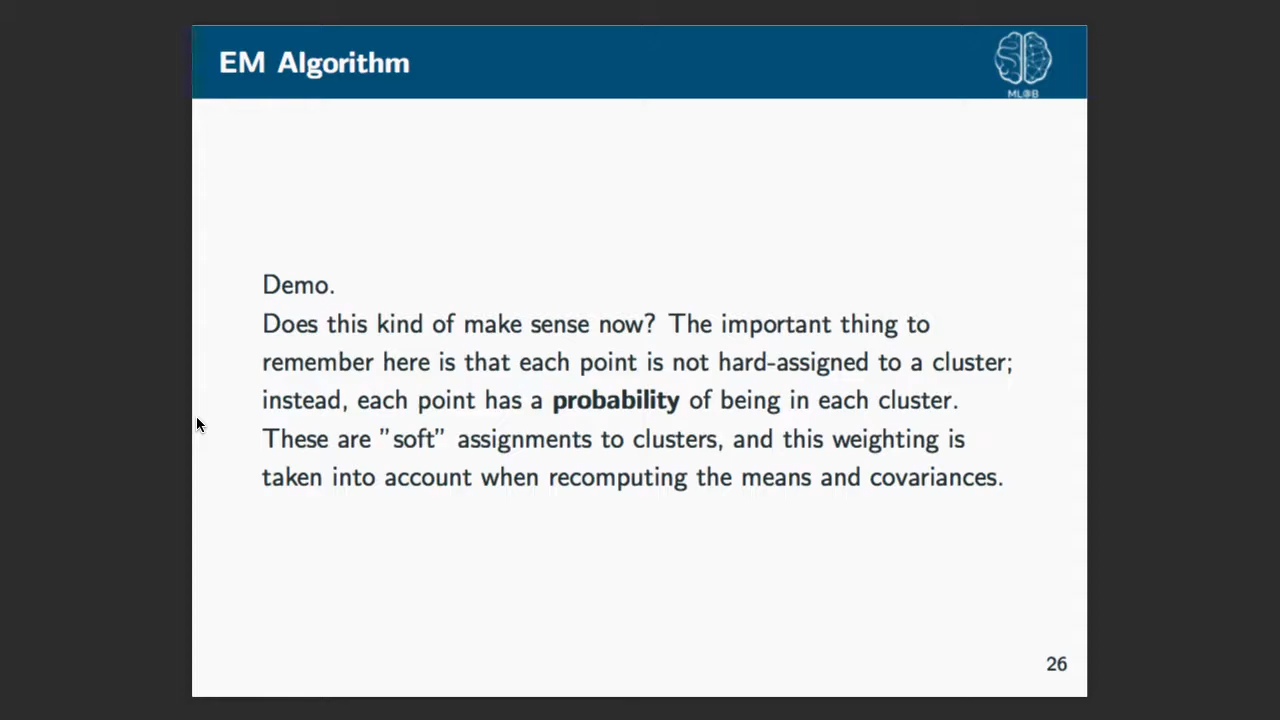 EM Algorithm
ML@B
Demo.
Does this kind of make sense now? The important thing to
remember here is that each point is not hard-assigned to a cluster;
instead, each point has a probability of being in each cluster.
These are ”soft” assignments to clusters, and this weighting is
taken into account when recomputing the means and covariances.
26